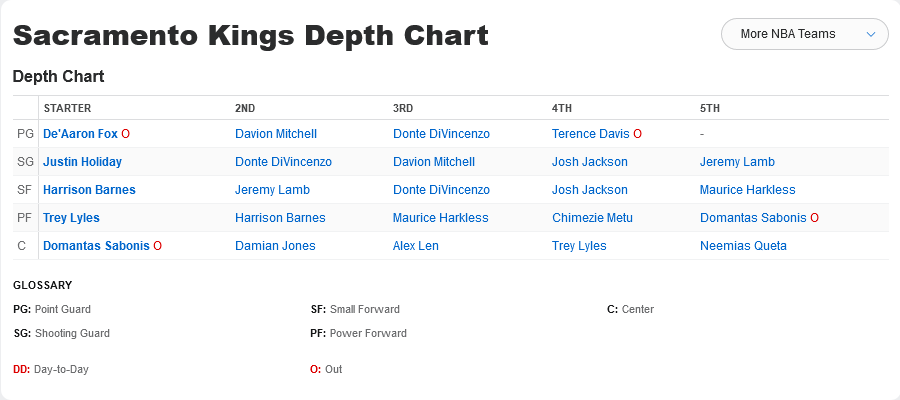 Sacramento Kings Depth Chart
More NBA Teams
Depth Chart
STARTER 2ND 3RD 4TH 5TH
PG De'Aaron Fox O Davion Mitchell Donte DiVincenzo Terence Davis O -
SG Justin Holiday Donte DiVincenzo Davion Mitchell Josh Jackson Jeremy Lamb
SF Harrison Barnes Jeremy Lamb Donte DiVincenzo Josh Jackson Maurice Harkless
PF Trey Lyles Harrison Barnes Maurice Harkless Chimezie Metu Domantas Sabonis O
C Domantas Sabonis O Damian Jones Alex Len Trey Lyles Neemias Queta
GLOSSARY
PG: Point Guard SF: Small Forward C: Center
SG: Shooting Guard PF: Power Forward
DD: Day-to-Day O: Out